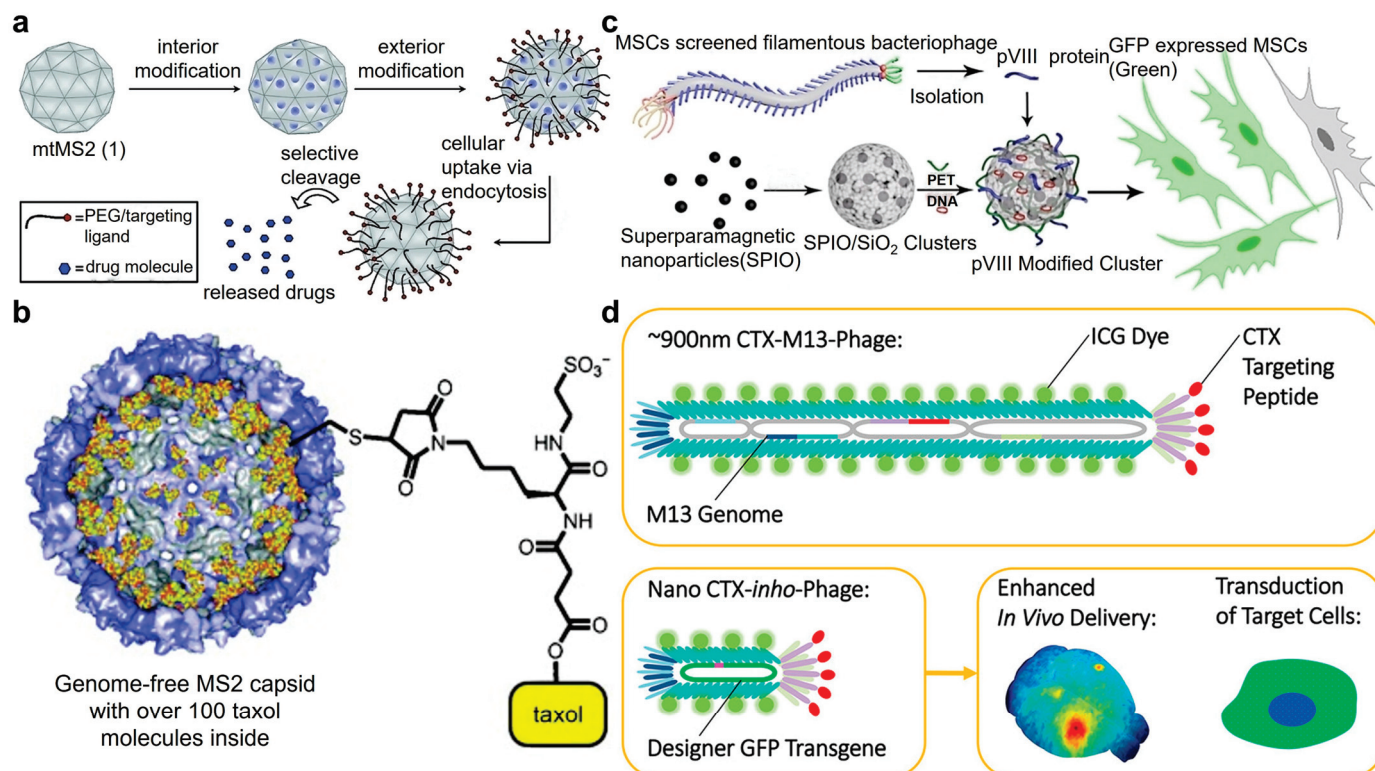 a
interior
modification
exterior
modification
mtMS2 (1)
selective
cleavage
cellular
uptake via
endocytosis
=PEG/targeting
ligand
=drug molecule
released drugs
b
SO3−
HN
O
S
N
O
O
NH
O
O
O
taxol
Genome-free MS2 capsid
with over 100 taxol
molecules inside
c
MSCs screened filamentous bacteriophage
Isolation
pVIII protein
GFP expressed MSCs
(Green)
PET
DNA
Superparamagnetic
nanoparticles(SPIO)
SPIO/SiO2 Clusters
pVIII Modified Cluster
d
~900nm CTX-M13-Phage:
ICG Dye
CTX
Targeting
Peptide
M13 Genome
Nano CTX-inho-Phage:
Designer GFP Transgene
Enhanced
In Vivo Delivery:
Transduction
of Target Cells: